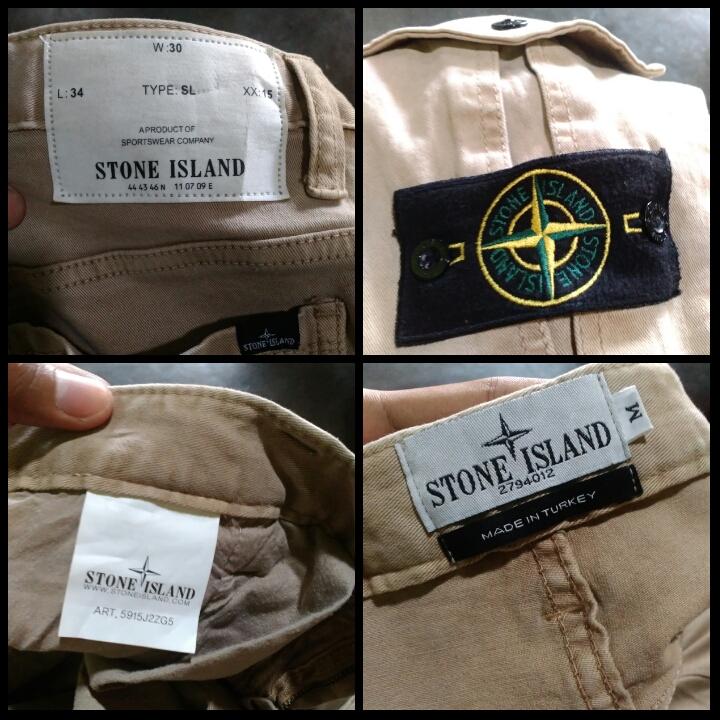 W:30
L:34 TYPE: SL XX:15
A PRODUCT OF
SPORTSWEAR COMPANY
STONE ISLAND
44 43 46 N 11 07 09 E
STONE ISLAND
STONE ISLAND
STONE ISLAND
STONE ISLAND
WWW.STONEISLAND.COM
ART. 5915J2ZG5
M
STONE ISLAND
2794012
MADE IN TURKEY